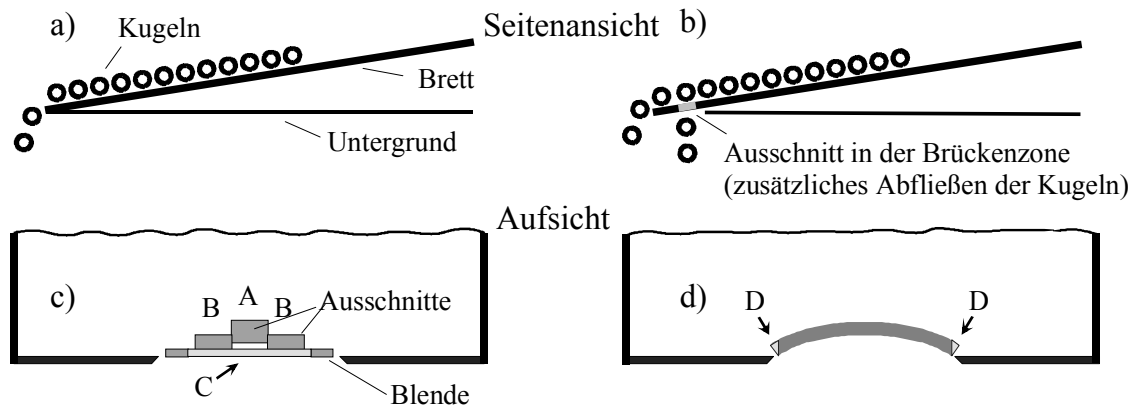 a)
Kugeln
Seitenansicht
b)
Brett
Untergrund
Ausschnitt in der Brückenzone
(zusätzliches Abfließen der Kugeln)
Aufsicht
c)
B A B
Ausschnitte
C
Blende
d)
D D